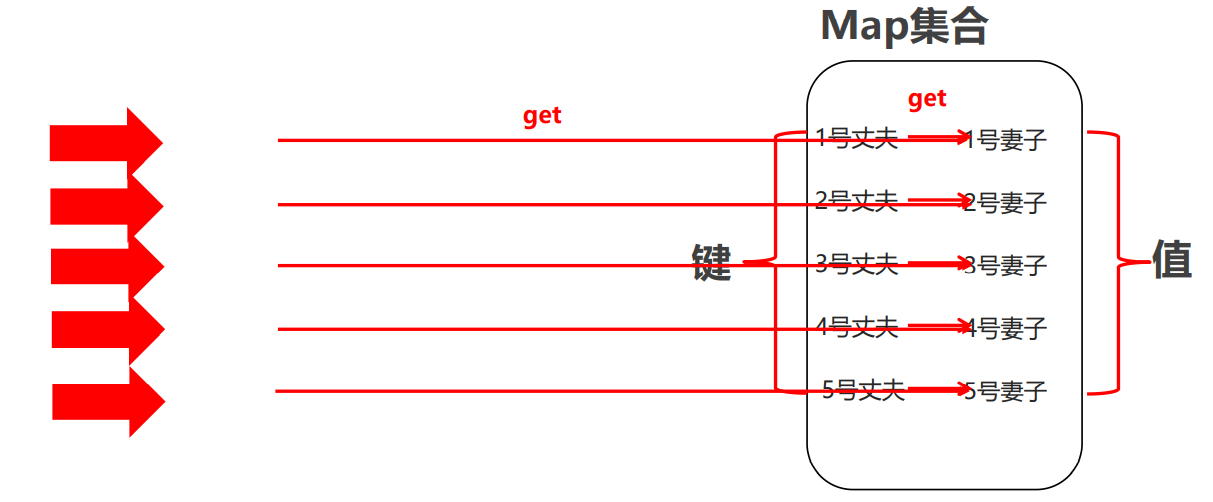 Map集合
get
get
1号丈夫 1号妻子
2号丈夫 2号妻子
键 3号丈夫 3号妻子 值
4号丈夫 4号妻子
5号丈夫 5号妻子